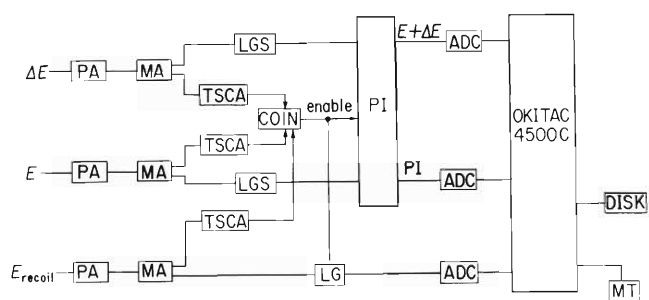 ΔE PA MA LGS E+ΔE ADC
TSCA
COIN enable PI OKITAC
4500C
TSCA
E PA MA LGS PI ADC
TSCA DISK
Erecoil PA MA LG ADC
MT